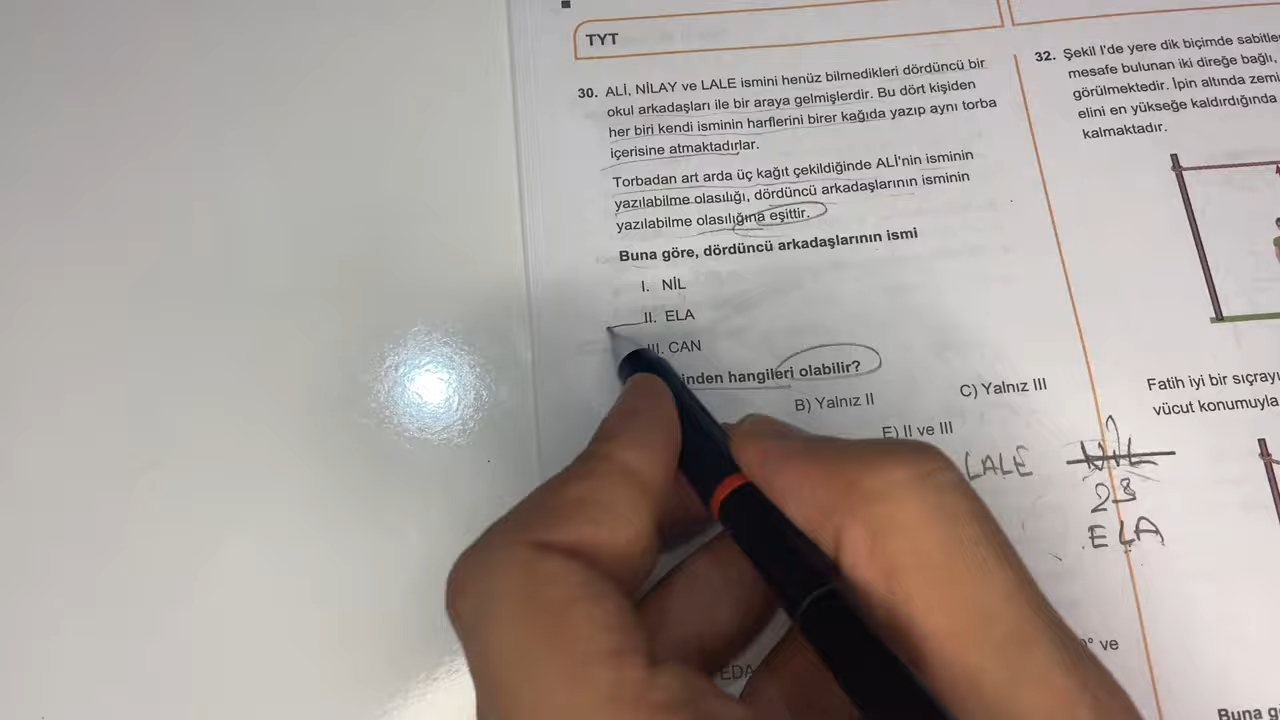 TYT
30. ALİ, NİLAY ve LALE ismini henüz bilmedikleri dördüncü bir
okul arkadaşları ile bir araya gelmişlerdir. Bu dört kişiden
her biri kendi isminin harflerini birer kağıda yazıp aynı torba
içerisine atmaktadırlar.
Torbadan art arda üç kağıt çekildiğinde ALİ'nin isminin
yazılabilme olasılığı, dördüncü arkadaşlarının isminin
yazılabilme olasılığına eşittir.
Buna göre, dördüncü arkadaşlarının ismi
I. NİL
II. ELA
III. CAN
hangileri olabilir?
B) Yalnız II
C) Yalnız III
E) II ve III
LALE
NİL
ELA
EDA
32. Şekil I'de yere dik biçimde
mesafe bulunan iki direğe bağlı,
görülmektedir. İpin altında
elini en yükseğe kaldırdığında
kalmaktadır.
Fatih iyi bir
vücut konumuyla
ve
Buna